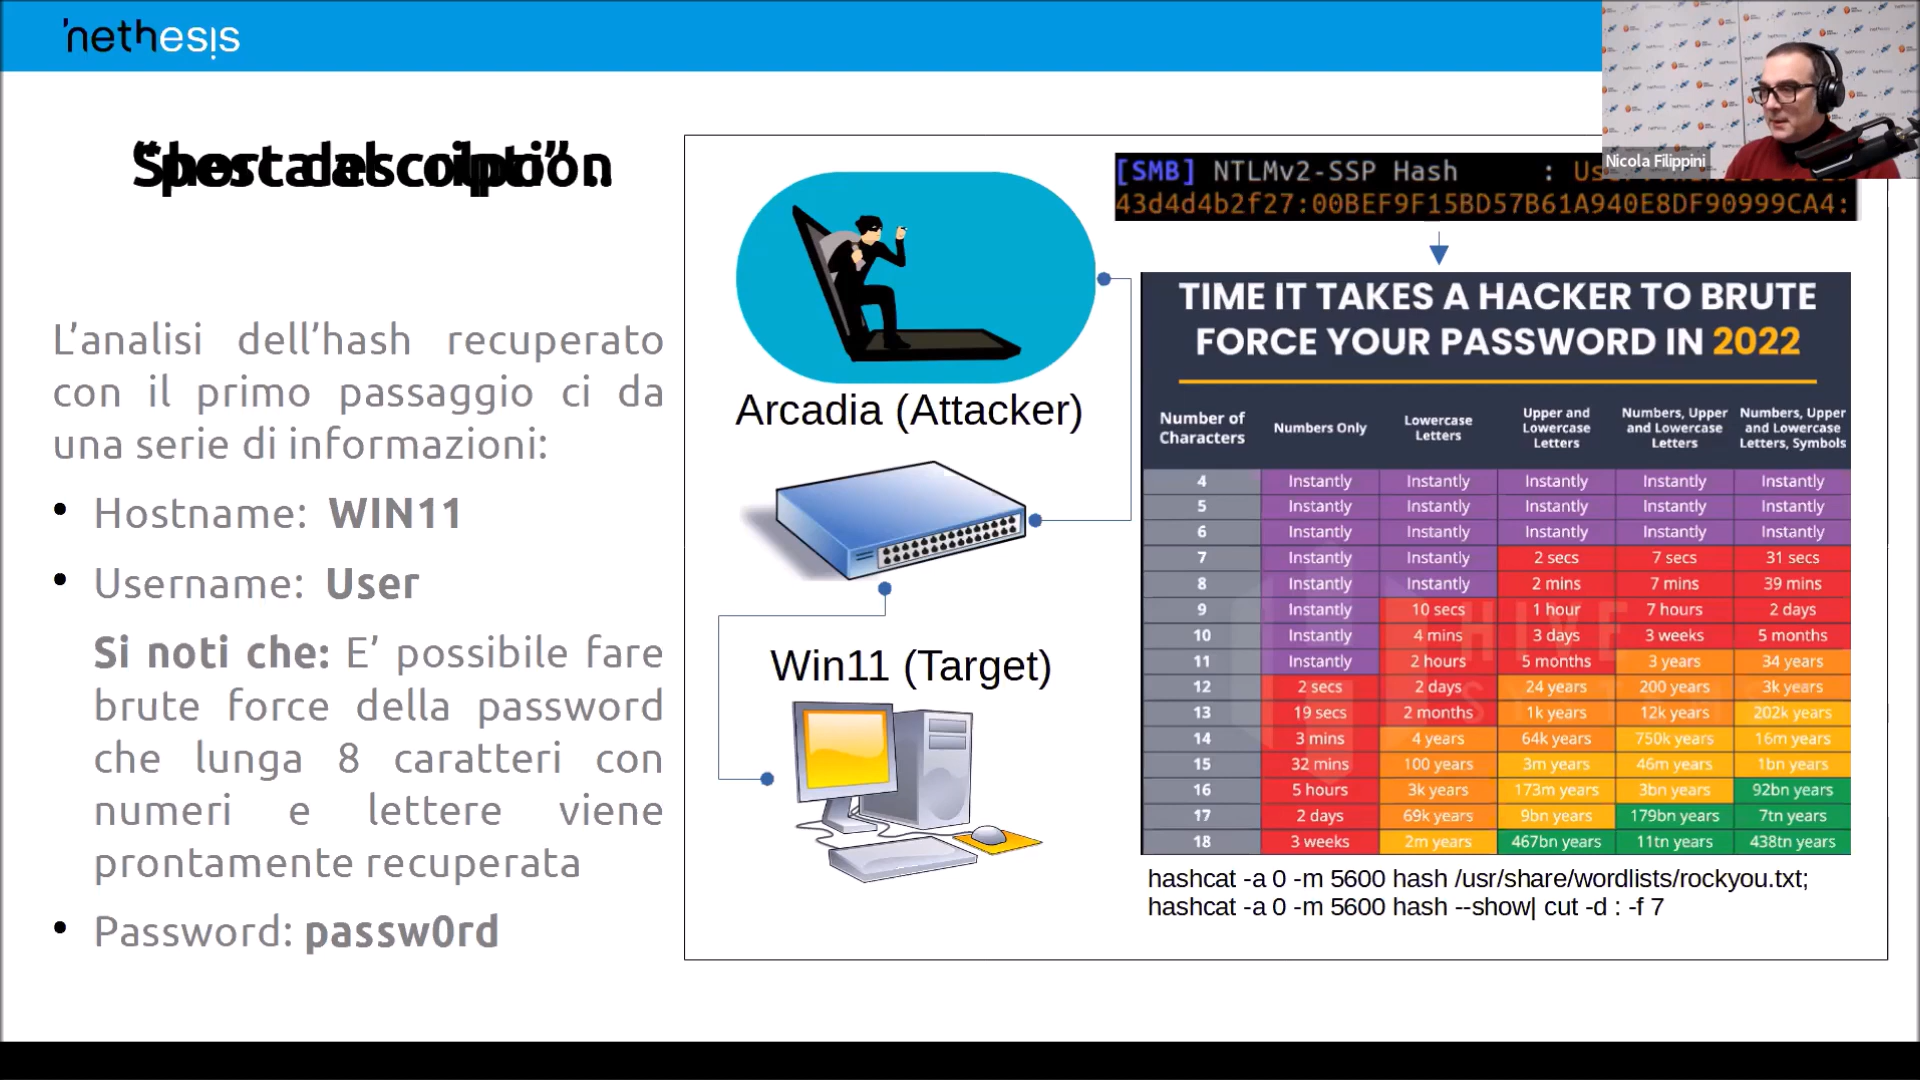 nethesis
Nicola Filippini
L’analisi dell’hash recuperato
con il primo passaggio ci da
una serie di informazioni:
• Hostname: WIN11
• Username: User
Si noti che: E’ possibile fare
brute force della password
che lunga 8 caratteri con
numeri e lettere viene
prontamente recuperata
• Password: passw0rd
Arcadia (Attacker)
Win11 (Target)
[SMB] NTLMv2-SSP Hash :
43d4d4b2f27:00BEF9F15BD57B61A940E8DF90999CA4:
TIME IT TAKES A HACKER TO BRUTE
FORCE YOUR PASSWORD IN 2022
Number of Characters Numbers Only Lowercase Letters Upper and Lowercase Letters Numbers, Upper and Lowercase Letters Numbers, Upper and Lowercase Letters, Symbols
4 Instantly Instantly Instantly Instantly Instantly
5 Instantly Instantly Instantly Instantly Instantly
6 Instantly Instantly Instantly Instantly Instantly
7 Instantly Instantly 2 secs 7 secs 31 secs
8 Instantly Instantly 2 mins 7 mins 39 mins
9 Instantly 10 secs 1 hour 7 hours 2 days
10 Instantly 4 mins 3 days 3 weeks 5 months
11 Instantly 2 hours 5 months 3 years 34 years
12 2 secs 2 days 24 years 200 years 3k years
13 19 secs 2 months 1k years 12k years 202k years
14 3 mins 4 years 64k years 750k years 16m years
15 32 mins 100 years 3m years 46m years 1bn years
16 5 hours 3k years 173m years 3bn years 92bn years
17 2 days 69k years 9bn years 179bn years 7tn years
18 3 weeks 2m years 467bn years 11tn years 438tn years
hashcat -a 0 -m 5600 hash /usr/share/wordlists/rockyou.txt;
hashcat -a 0 -m 5600 hash --show| cut -d : -f 7